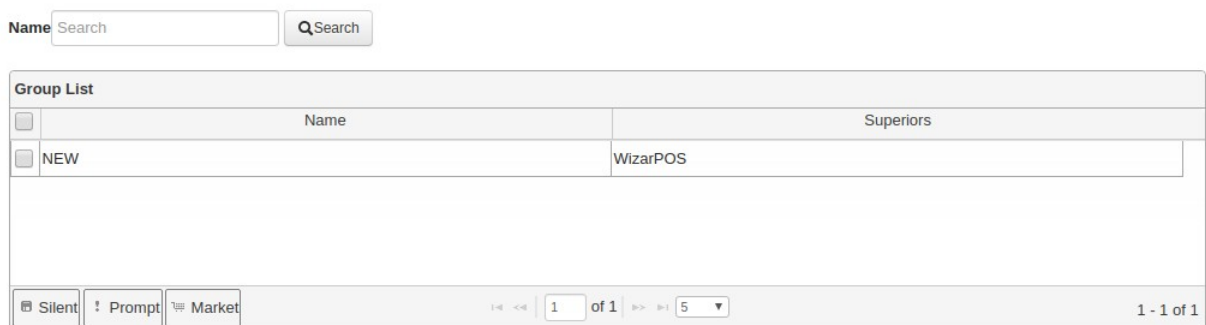 Name Search Search
Group List
Name Superiors
NEW WizarPOS
Silent Prompt Market 1 of 1 5 1 - 1 of 1